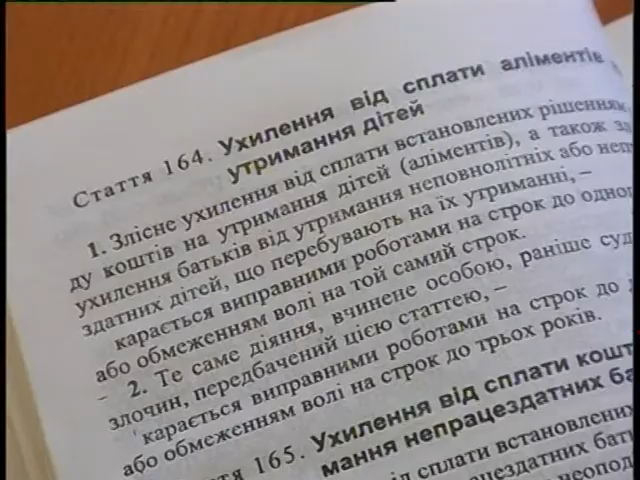 Стаття 164. Ухилення від сплати аліментів
утримання дітей
1. Злісне ухилення від сплати встановлених рішенням
ду коштів на утримання дітей (аліментів), а також
ухилення батьків від утримання неповнолітніх або
здатних дітей, що перебувають на їх утриманні, –
карається виправними роботами на строк до
або обмеженням волі на той самий строк.
– 2. Те саме діяння, вчинене особою, раніше
злочин, передбачений цією статтею, –
карається виправними роботами на строк до
або обмеженням волі на строк до трьох років.
165. Ухилення від сплати
непрацездатних
від сплати встановлених